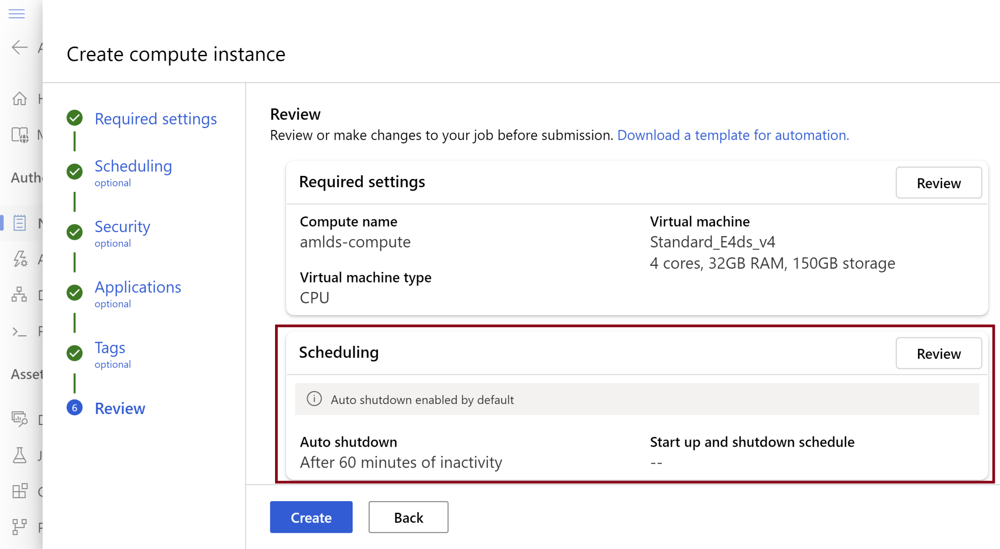 Create compute instance
Auth
Asset
Required settings
Scheduling
optional
Security
optional
Applications
optional
Tags
optional
6 Review
Review
Review or make changes to your job before submission. Download a template for automation.
Required settings
Review
Compute name
amlds-compute
Virtual machine type
CPU
Virtual machine
Standard_E4ds_v4
4 cores, 32GB RAM, 150GB storage
Scheduling
Review
Auto shutdown enabled by default
Auto shutdown
After 60 minutes of inactivity
Start up and shutdown schedule
--
Create
Back